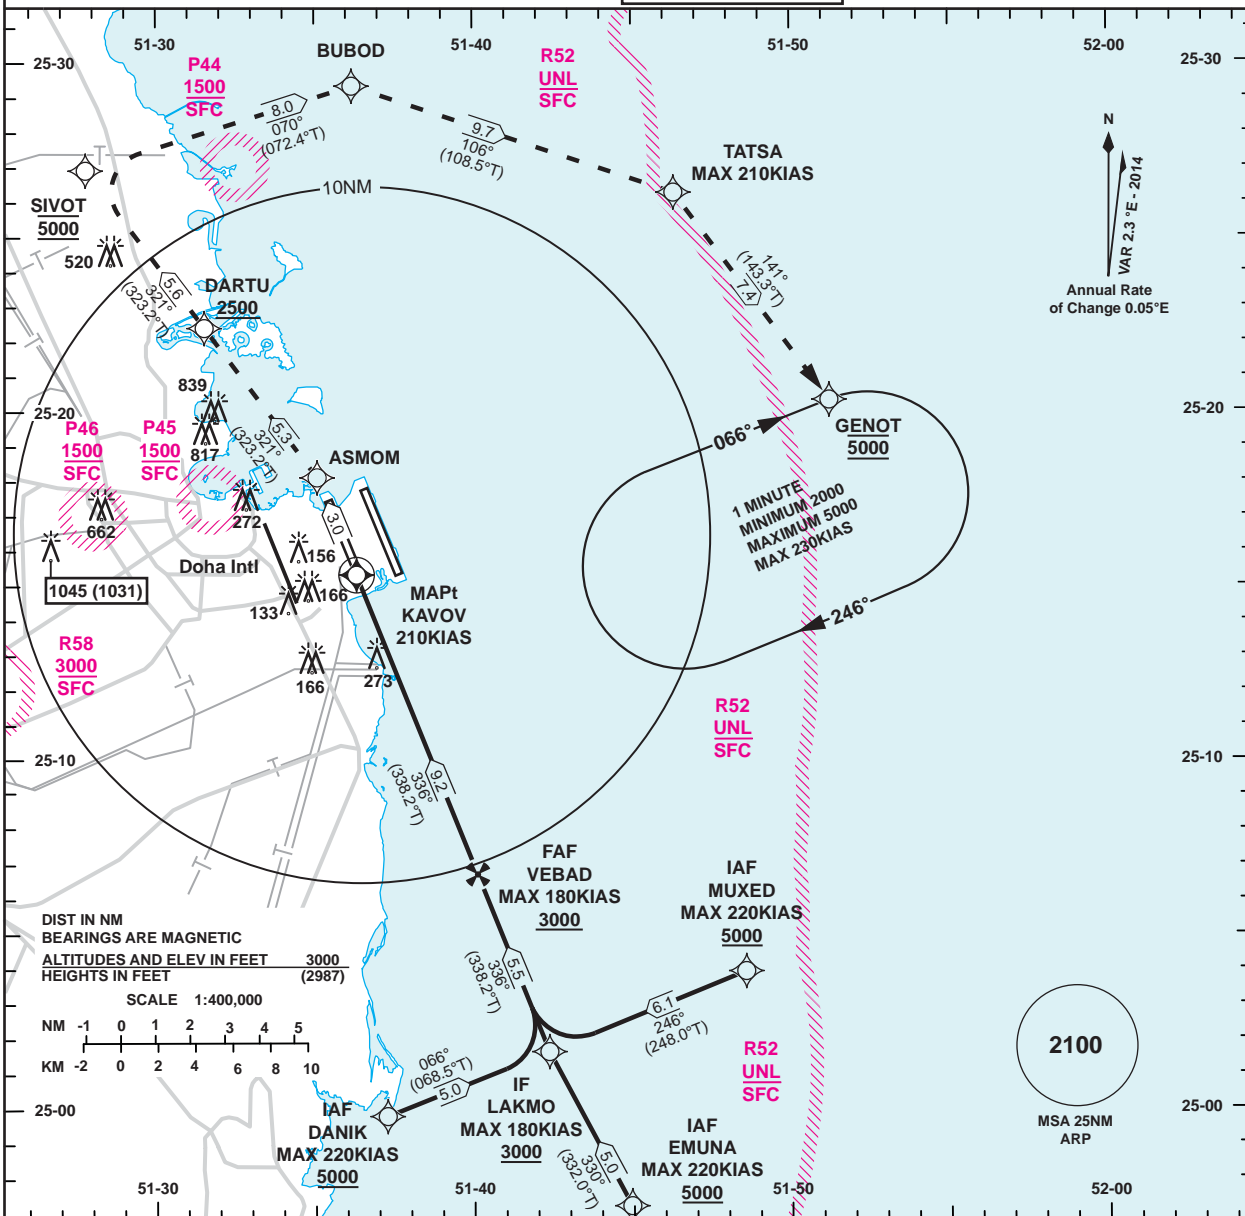 51-30
51-40
51-50
52-00
25-30
25-30
BUBOD
P44
1500
SFC
R52
UNL
SFC
8.0
070°
(072.4°T)
9.7
106°
(108.5°T)
TATSA
MAX 210KIAS
N
VAR 2.3 °E - 2014
Annual Rate
of Change 0.05°E
10NM
SIVOT
5000
520
5.6
321°
(323.2°T)
DARTU
2500
141°
(143.3°T)
7.4
839
25-20
25-20
P46
1500
SFC
P45
1500
SFC
817
5.3
321°
(323.2°T)
ASMOM
066°
GENOT
5000
1 MINUTE
MINIMUM 2000
MAXIMUM 5000
MAX 230KIAS
246°
662
272
3.0
156
Doha Intl
1045 (1031)
166
133
MAPt
KAVOV
210KIAS
R58
3000
SFC
166
273
R52
UNL
SFC
25-10
25-10
9.2
336°
(338.2°T)
FAF
VEBAD
MAX 180KIAS
3000
IAF
MUXED
MAX 220KIAS
5000
DIST IN NM
BEARINGS ARE MAGNETIC
ALTITUDES AND ELEV IN FEET 3000
HEIGHTS IN FEET (2987)
SCALE 1:400,000
NM -1 0 1 2 3 4 5
KM -2 0 2 4 6 8 10
5.5
336°
(338.2°T)
6.1
246°
(248.0°T)
066°
(068.5°T)
5.0
R52
UNL
SFC
2100
MSA 25NM
ARP
25-00
25-00
IAF
DANIK
MAX 220KIAS
5000
IF
LAKMO
MAX 180KIAS
3000
5.0
330°
(332.0°T)
IAF
EMUNA
MAX 220KIAS
5000
51-30
51-40
51-50
52-00